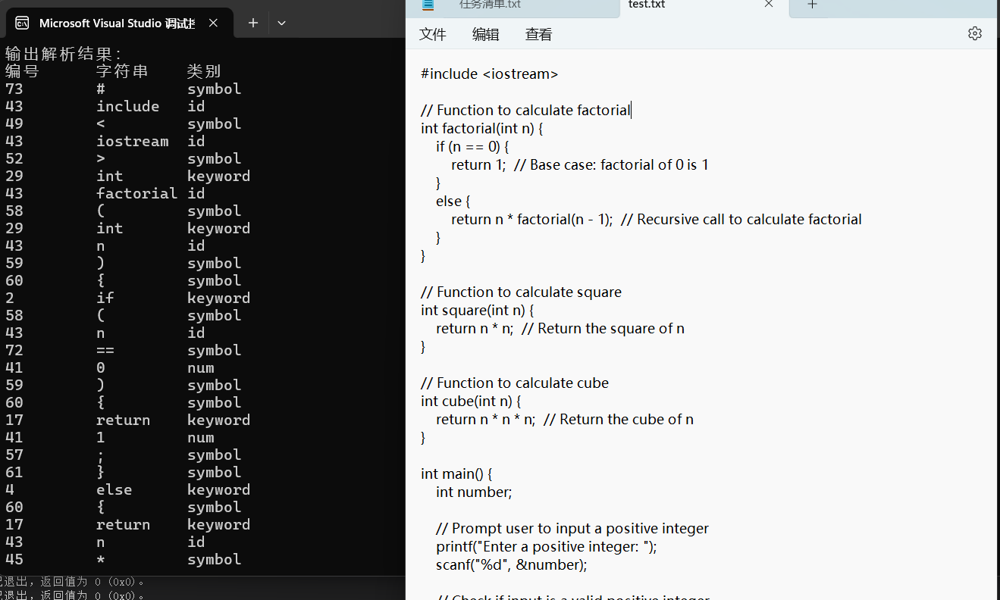 Microsoft Visual Studio 调试
输出解析结果：
编号 字符串 类别
73 # symbol
43 include id
49 < symbol
43 iostream id
52 > symbol
29 int keyword
43 factorial id
58 ( symbol
29 int keyword
43 n id
59 ) symbol
60 { symbol
2 if keyword
58 ( symbol
43 n id
72 == symbol
41 0 num
59 ) symbol
60 { symbol
17 return keyword
41 1 num
57 ; symbol
61 } symbol
4 else keyword
60 { symbol
17 return keyword
43 n id
45 * symbol
退出，返回值为 0 (0x0)。
退出，返回值为 0 (0x0)。
任务清单.txt
test.txt
文件 编辑 查看
#include <iostream>
// Function to calculate factorial
int factorial(int n) {
if (n == 0) {
return 1;  // Base case: factorial of 0 is 1
}
else {
return n * factorial(n - 1);  // Recursive call to calculate factorial
}
}
// Function to calculate square
int square(int n) {
return n * n;  // Return the square of n
}
// Function to calculate cube
int cube(int n) {
return n * n * n;  // Return the cube of n
}
int main() {
int number;
// Prompt user to input a positive integer
printf("Enter a positive integer: ");
scanf("%d", &number);
// Check if input is a valid positive integer